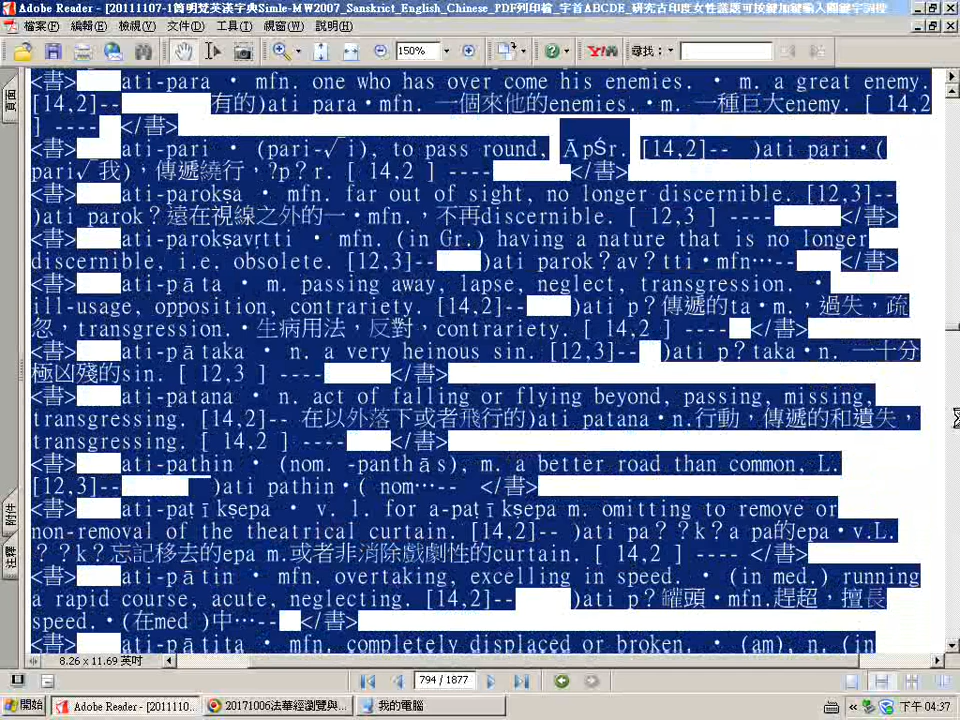 Adobe Reader - [20111107-1簡明梵英漢字典Simle-MW2007_Sanskrict_English_Chinese_PDF列印檔_字首ABCDE_研究古印度女性議題可按鍵加鍵輸入關鍵字詞搜
檔案(F) 編輯(E) 檢視(V) 文件(D) 工具(T) 視窗(W) 說明(H)
150% Y! 尋找：
頁面
附件
注釋
<書> ati-para • mfn. one who has over come his enemies. • m. a great enemy.
[14,2]-- 有的)ati para•mfn. 一個來他的enemies.•m. 一種巨大enemy. [ 14,2
] ---- </書>
<書> ati-pari • (pari-√i), to pass round, ĀpŚr. [14,2]-- )ati pari•(
pari√我)，傳遞繞行，?p？r. [ 14,2 ] ---- </書>
<書> ati-parokṣa • mfn. far out of sight, no longer discernible. [12,3]--
)ati parok？遠在視線之外的一•mfn.，不再discernible. [ 12,3 ] ---- </書>
<書> ati-parokṣavṛtti • mfn. (in Gr.) having a nature that is no longer
discernible, i.e. obsolete. [12,3]-- )ati parok？av？tti•mfn…-- </書>
<書> ati-pāta • m. passing away, lapse, neglect, transgression. •
ill-usage, opposition, contrariety. [14,2]-- )ati p？傳遞的ta•m.，過失，疏
忽，transgression.•生病用法，反對，contrariety. [ 14,2 ] ---- </書>
<書> ati-pātaka • n. a very heinous sin. [12,3]-- )ati p？taka•n. 一十分
極凶殘的sin. [ 12,3 ] ---- </書>
<書> ati-patana • n. act of falling or flying beyond, passing, missing,
transgressing. [14,2]-- 在以外落下或者飛行的)ati patana•n.行動，傳遞的和遺失，
transgressing. [ 14,2 ] ---- </書>
<書> ati-pathin • (nom. -panthās), m. a better road than common, L.
[12,3]-- )ati pathin•( nom…-- </書>
<書> ati-paṭīkṣepa • v. l. for a-paṭīkṣepa m. omitting to remove or
non-removal of the theatrical curtain. [14,2]-- )ati pa？？k？a pa的epa•v.L.
？？k？忘記移去的epa m.或者非消除戲劇性的curtain. [ 14,2 ] ---- </書>
<書> ati-pātin • mfn. overtaking, excelling in speed. • (in med.) running
a rapid course, acute, neglecting. [14,2]-- )ati p？罐頭•mfn.趕超，擅長
speed.•(在med )中…-- </書>
<書> ati-pātita • mfn. completely displaced or broken. • (am), n. (in
8.26 x 11.69 英吋
794 / 1877
開始 Adobe Reader - [2011110... 20171006法華經瀏覽與... 我的電腦 下午 04:37